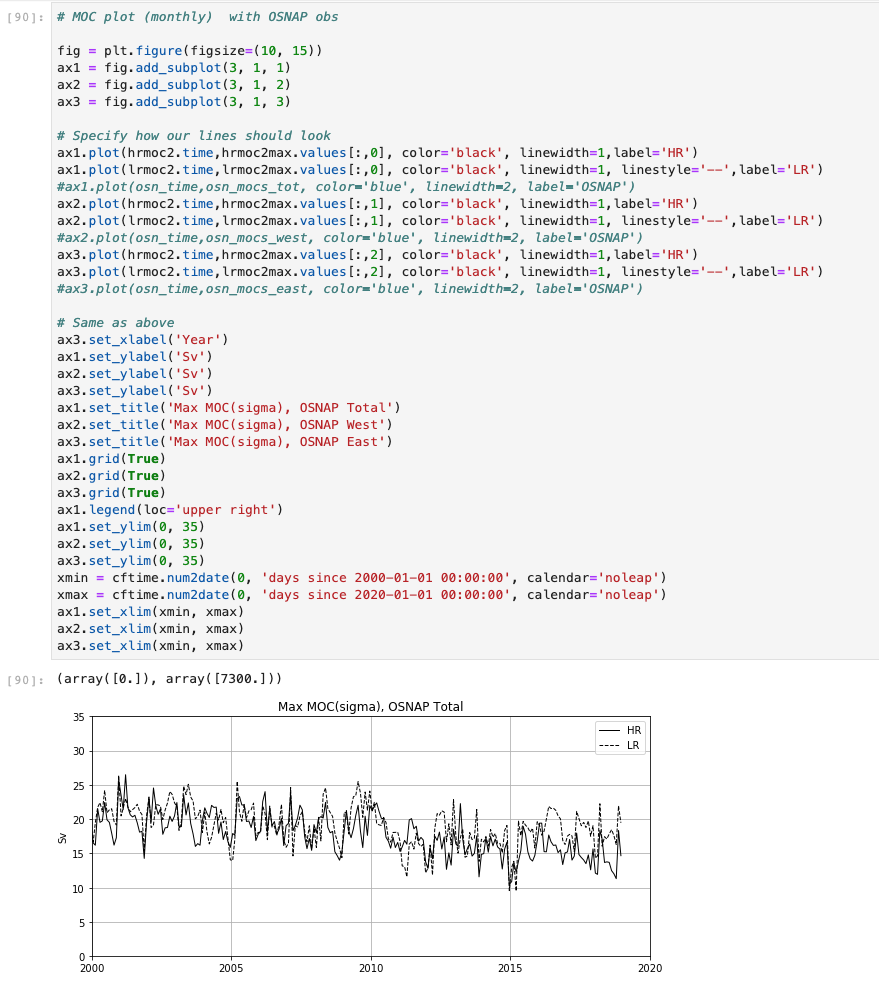 [90]: # MOC plot (monthly)  with OSNAP obs
fig = plt.figure(figsize=(10, 15))
ax1 = fig.add_subplot(3, 1, 1)
ax2 = fig.add_subplot(3, 1, 2)
ax3 = fig.add_subplot(3, 1, 3)
# Specify how our lines should look
ax1.plot(hrmoc2.time,hrmoc2max.values[:,0], color='black', linewidth=1,label='HR')
ax1.plot(lrmoc2.time,lrmoc2max.values[:,0], color='black', linewidth=1, linestyle='--',label='LR')
#ax1.plot(osn_time,osn_mocs_tot, color='blue', linewidth=2, label='OSNAP')
ax2.plot(hrmoc2.time,hrmoc2max.values[:,1], color='black', linewidth=1,label='HR')
ax2.plot(lrmoc2.time,lrmoc2max.values[:,1], color='black', linewidth=1, linestyle='--',label='LR')
#ax2.plot(osn_time,osn_mocs_west, color='blue', linewidth=2, label='OSNAP')
ax3.plot(hrmoc2.time,hrmoc2max.values[:,2], color='black', linewidth=1,label='HR')
ax3.plot(lrmoc2.time,lrmoc2max.values[:,2], color='black', linewidth=1, linestyle='--',label='LR')
#ax3.plot(osn_time,osn_mocs_east, color='blue', linewidth=2, label='OSNAP')
# Same as above
ax3.set_xlabel('Year')
ax1.set_ylabel('Sv')
ax2.set_ylabel('Sv')
ax3.set_ylabel('Sv')
ax1.set_title('Max MOC(sigma), OSNAP Total')
ax2.set_title('Max MOC(sigma), OSNAP West')
ax3.set_title('Max MOC(sigma), OSNAP East')
ax1.grid(True)
ax2.grid(True)
ax3.grid(True)
ax1.legend(loc='upper right')
ax1.set_ylim(0, 35)
ax2.set_ylim(0, 35)
ax3.set_ylim(0, 35)
xmin = cftime.num2date(0, 'days since 2000-01-01 00:00:00', calendar='noleap')
xmax = cftime.num2date(0, 'days since 2020-01-01 00:00:00', calendar='noleap')
ax1.set_xlim(xmin, xmax)
ax2.set_xlim(xmin, xmax)
ax3.set_xlim(xmin, xmax)
[90]: (array([0.]), array([7300.]))
Max MOC(sigma), OSNAP Total
35
30
25
20
15
10
5
0
Sv
HR
LR
2000 2005 2010 2015 2020